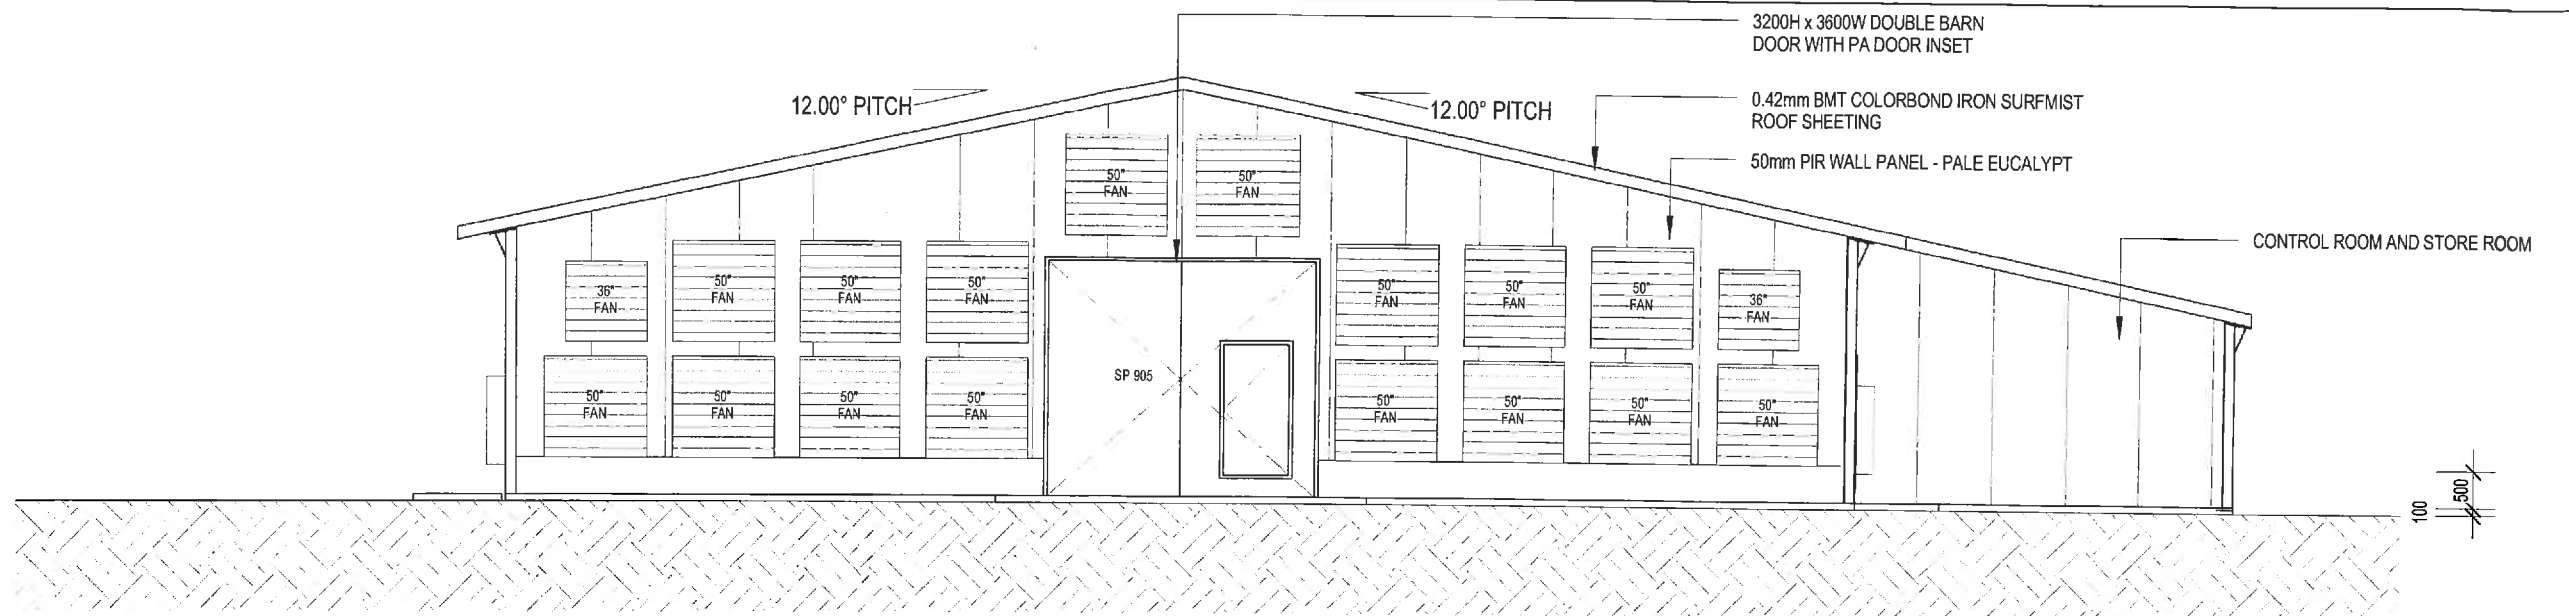 3200H x 3600W DOUBLE BARN
DOOR WITH PA DOOR INSET
12.00° PITCH
12.00° PITCH
0.42mm BMT COLORBOND IRON SURFMIST
ROOF SHEETING
50mm PIR WALL PANEL - PALE EUCALYPT
CONTROL ROOM AND STORE ROOM
50"
FAN
50"
FAN
36"
FAN
50"
FAN
50"
FAN
50"
FAN
50"
FAN
50"
FAN
50"
FAN
36"
FAN
SP 905
50"
FAN
50"
FAN
50"
FAN
50"
FAN
50"
FAN
50"
FAN
50"
FAN
50"
FAN
500
100